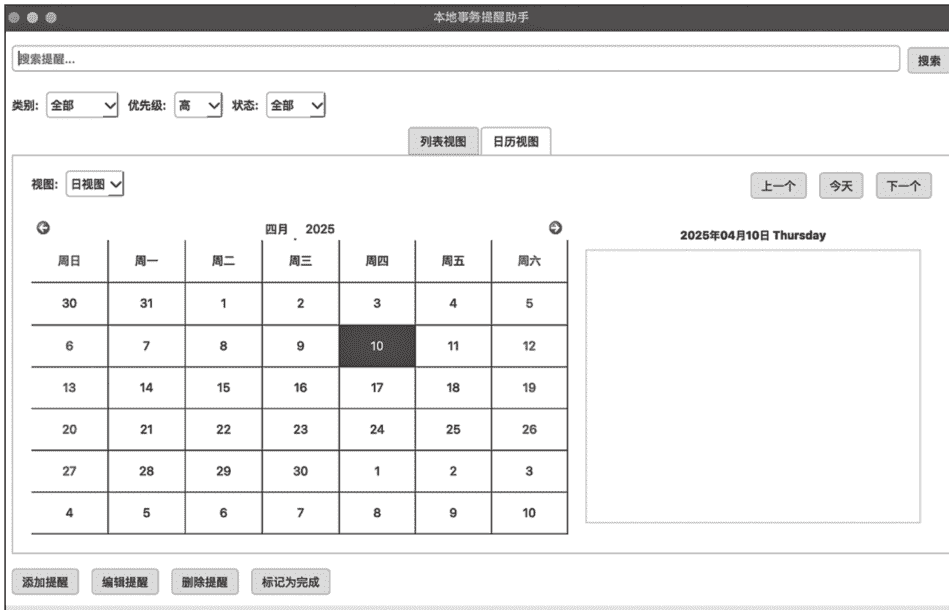 本地事务提醒助手
搜索提醒... 搜索
类别: 全部 优先级: 高 状态: 全部
列表视图 日历视图
视图: 日视图 上一个 今天 下一个
四月 2025
2025年04月10日 Thursday
周日 周一 周二 周三 周四 周五 周六
30 31 1 2 3 4 5
6 7 8 9 10 11 12
13 14 15 16 17 18 19
20 21 22 23 24 25 26
27 28 29 30 1 2 3
4 5 6 7 8 9 10
添加提醒 编辑提醒 删除提醒 标记为完成